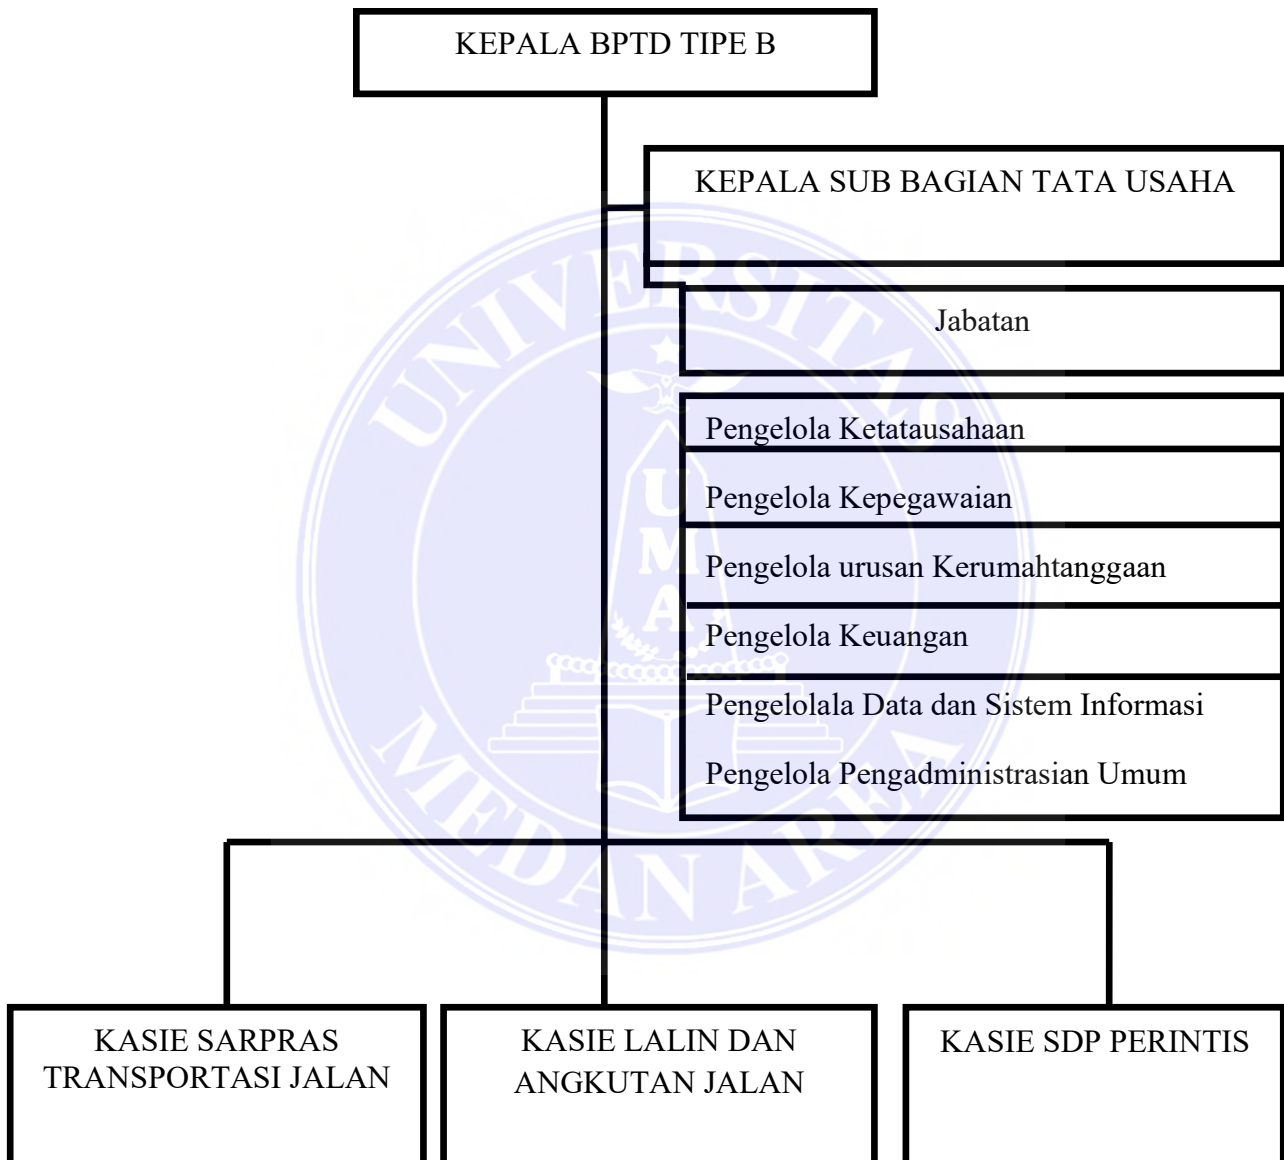 KEPALA BPTD TIPE B
KEPALA SUB BAGIAN TATA USAHA
Jabatan
Pengelola Ketatausahaan
Pengelola Kepegawaian
Pengelola urusan Kerumahtanggaan
Pengelola Keuangan
Pengelolala Data dan Sistem Informasi
Pengelola Pengadministrasian Umum
UNIVERSITAS
UMA
MEDAN AREA
KASIE SARPRAS
TRANSPORTASI JALAN
KASIE LALIN DAN
ANGKUTAN JALAN
KASIE SDP PERINTIS